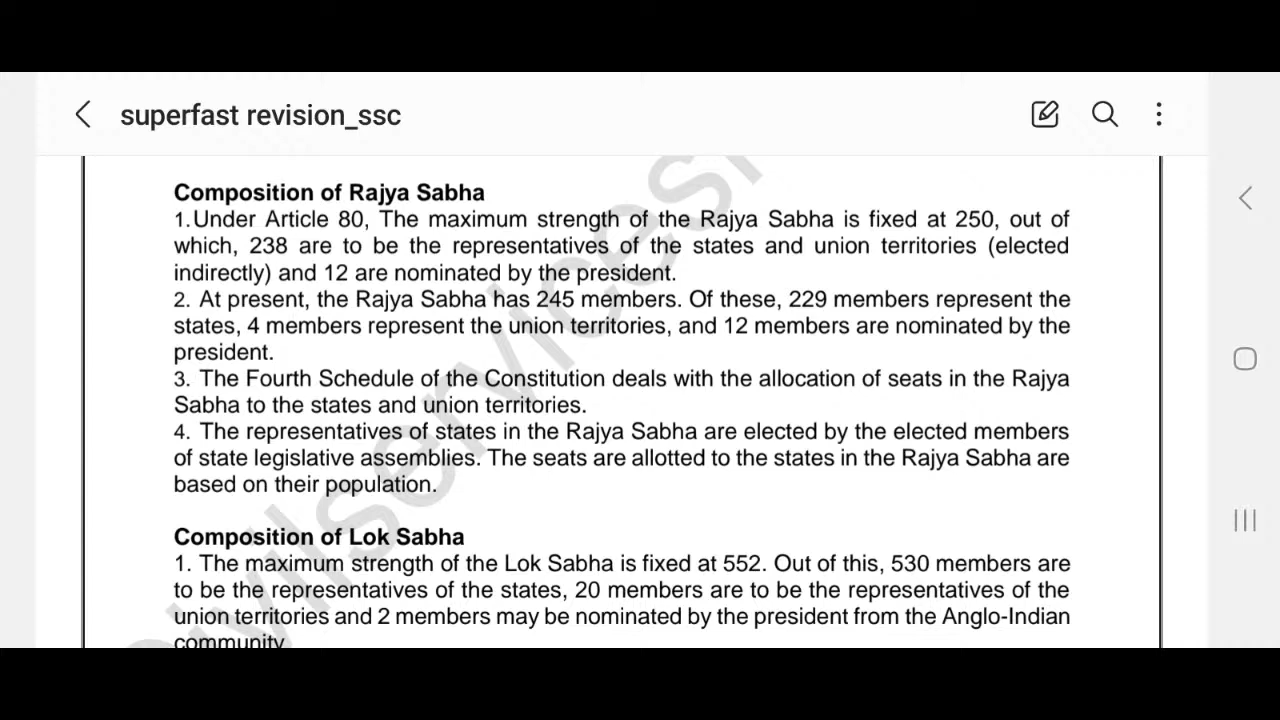 superfast revision_ssc
Composition of Rajya Sabha
1.Under Article 80, The maximum strength of the Rajya Sabha is fixed at 250, out of
which, 238 are to be the representatives of the states and union territories (elected
indirectly) and 12 are nominated by the president.
2. At present, the Rajya Sabha has 245 members. Of these, 229 members represent the
states, 4 members represent the union territories, and 12 members are nominated by the
president.
3. The Fourth Schedule of the Constitution deals with the allocation of seats in the Rajya
Sabha to the states and union territories.
4. The representatives of states in the Rajya Sabha are elected by the elected members
of state legislative assemblies. The seats are allotted to the states in the Rajya Sabha are
based on their population.
Composition of Lok Sabha
1. The maximum strength of the Lok Sabha is fixed at 552. Out of this, 530 members are
to be the representatives of the states, 20 members are to be the representatives of the
union territories and 2 members may be nominated by the president from the Anglo-Indian
community